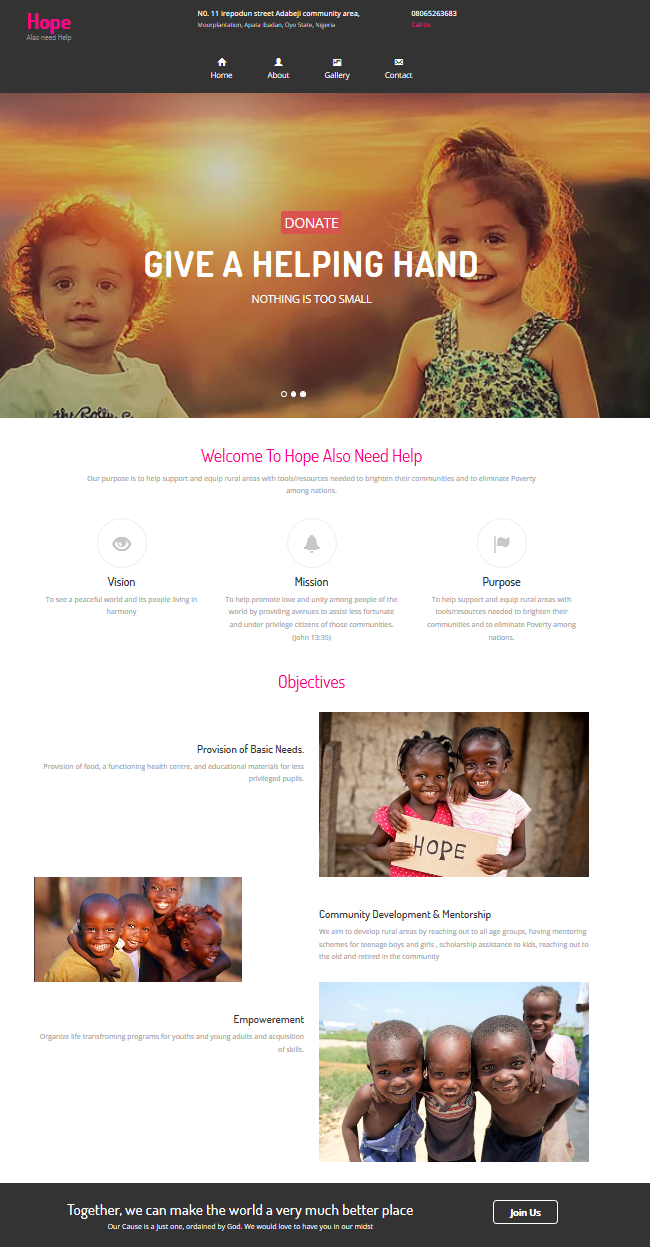 Hope
Also need Help
N0. 11 irepodun street Adabeji community area,
Moorplantation, Apata Ibadan, Oyo State, Nigeria
08065263683
Call Us
Home
About
Gallery
Contact
DONATE
GIVE A HELPING HAND
NOTHING IS TOO SMALL
Welcome To Hope Also Need Help
Our purpose is to help support and equip rural areas with tools/resources needed to brighten their communities and to eliminate Poverty
among nations.
Vision
To see a peaceful world and its people living in
harmony
Mission
To help promote love and unity among people of the
world by providing avenues to assist less fortunate
and under privilege citizens of those communities.
(John 13:35)
Purpose
To help support and equip rural areas with
tools/resources needed to brighten their
communities and to eliminate Poverty among
nations.
Objectives
Provision of Basic Needs.
Provision of food, a functioning health centre, and educational materials for less
privileged pupils.
HOPE
Community Development & Mentorship
We aim to develop rural areas by reaching out to all age groups, having mentoring
schemes for teenage boys and girls , scholarship assistance to kids, reaching out to
the old and retired in the community
Empowerement
Organize life transfroming programs for youths and young adults and acquisition
of skills.
Together, we can make the world a very much better place
Our Cause is a just one, ordained by God. We would love to have you in our midst
Join Us